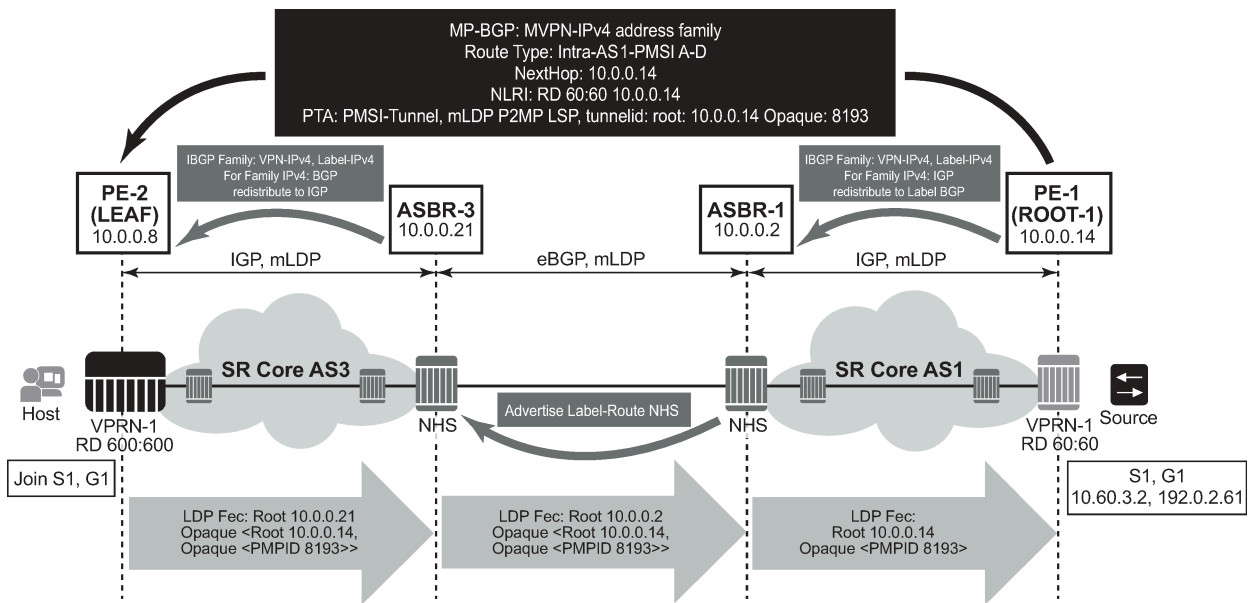 MP-BGP: MVPN-IPv4 address family
Route Type: Intra-AS1-PMSI A-D
NextHop: 10.0.0.14
NLRI: RD 60:60 10.0.0.14
PTA: PMSI-Tunnel, mLDP P2MP LSP, tunnelid: root: 10.0.0.14 Opaque: 8193
PE-2
(LEAF)
10.0.0.8
IBGP Family: VPN-IPv4, Label-IPv4
For Family IPv4: BGP
redistribute to IGP
ASBR-3
10.0.0.21
ASBR-1
10.0.0.2
IBGP Family: VPN-IPv4, Label-IPv4
For Family IPv4: IGP
redistribute to Label BGP
PE-1
(ROOT-1)
10.0.0.14
IGP, mLDP
eBGP, mLDP
IGP, mLDP
Host
VPRN-1
RD 600:600
SR Core AS3
NHS
Advertise Label-Route NHS
NHS
SR Core AS1
VPRN-1
RD 60:60
Source
Join S1, G1
S1, G1
10.60.3.2, 192.0.2.61
LDP Fec: Root 10.0.0.21
Opaque <Root 10.0.0.14,
Opaque <PMPID 8193>>
LDP Fec: Root 10.0.0.2
Opaque <Root 10.0.0.14,
Opaque <PMPID 8193>>
LDP Fec:
Root 10.0.0.14
Opaque <PMPID 8193>